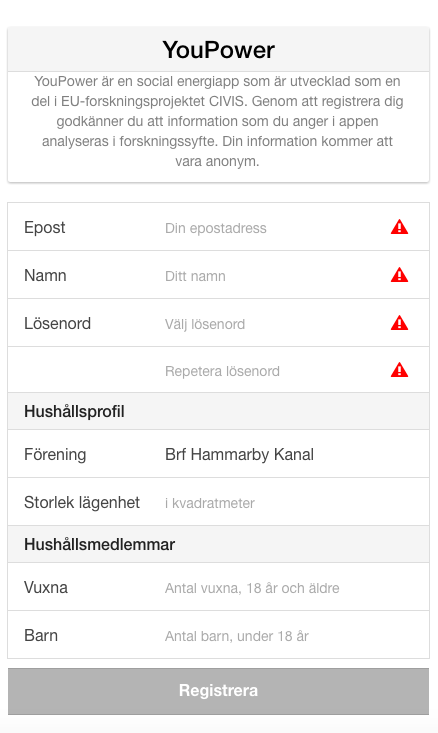 YouPower
YouPower är en social energiapp som är utvecklad som en
del i EU-forskningsprojektet CIVIS. Genom att registrera dig
godkänner du att information som du anger i appen
analyseras i forskningssyfte. Din information kommer att
vara anonym.
Epost Din epostadress
Namn Ditt namn
Lösenord Välj lösenord
Repetera lösenord
Hushållsprofil
Förening Brf Hammarby Kanal
Storlek lägenhet i kvadratmeter
Hushållsmedlemmar
Vuxna Antal vuxna, 18 år och äldre
Barn Antal barn, under 18 år
Registrera